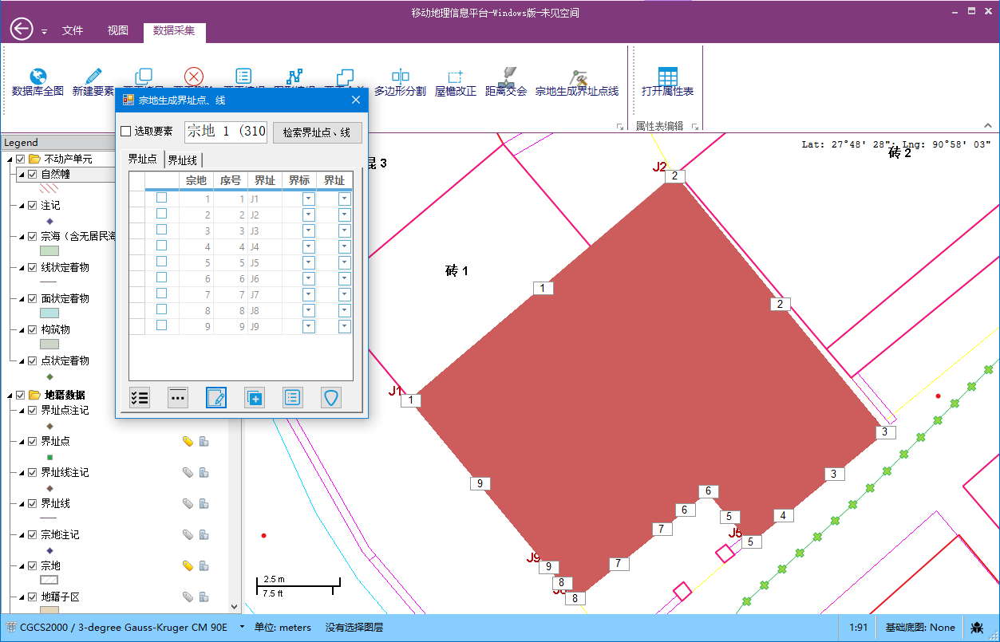 移动地理信息平台-Windows版-未见空间
文件 视图 数据采集
数据库全图 新建要素 多边形分割 屋檐改正 距离交会 宗地生成界址点线 打开属性表
属性表编辑
Legend
不动产单元
自然幢
注记
宗海（含无居民海
线状定着物
面状定着物
构筑物
点状定着物
地籍数据
界址点注记
界址点
界址线注记
界址线
宗地注记
宗地
地籍子区
宗地生成界址点、线
选取要素 宗地 1 (310 检索界址点、线
界址点 界址线
宗地 序号 界址 界标 界址
1 1 J1
2 2 J2
3 3 J3
4 4 J4
5 5 J5
6 6 J6
7 7 J7
8 8 J8
9 9 J9
Lat: 27°48' 28"; Lng: 90°58' 03"
砖 2
混 3
J2
2
砖 1
1
2
J1
1
3
3
9
6
6
5
4
7
J5
5
J9
9
7
8
8
2.5 m
7.5 ft
CGCS2000 / 3-degree Gauss-Kruger CM 90E 单位: meters 没有选择图层 1:91 基础底图: None